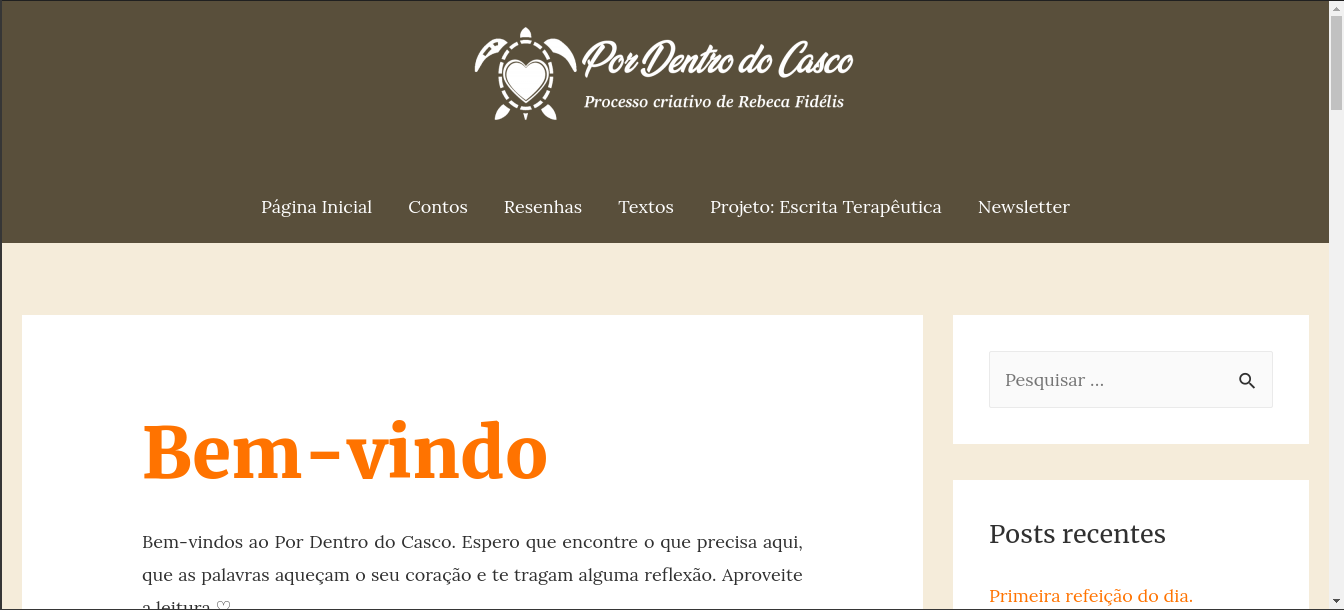 Por Dentro do Casco
Processo criativo de Rebeca Fidélis
Página Inicial Contos Resenhas Textos Projeto: Escrita Terapêutica Newsletter
Bem-vindo
Bem-vindos ao Por Dentro do Casco. Espero que encontre o que precisa aqui,
que as palavras aqueçam o seu coração e te tragam alguma reflexão. Aproveite
a leitura ♡
Pesquisar ...
Posts recentes
Primeira refeição do dia.